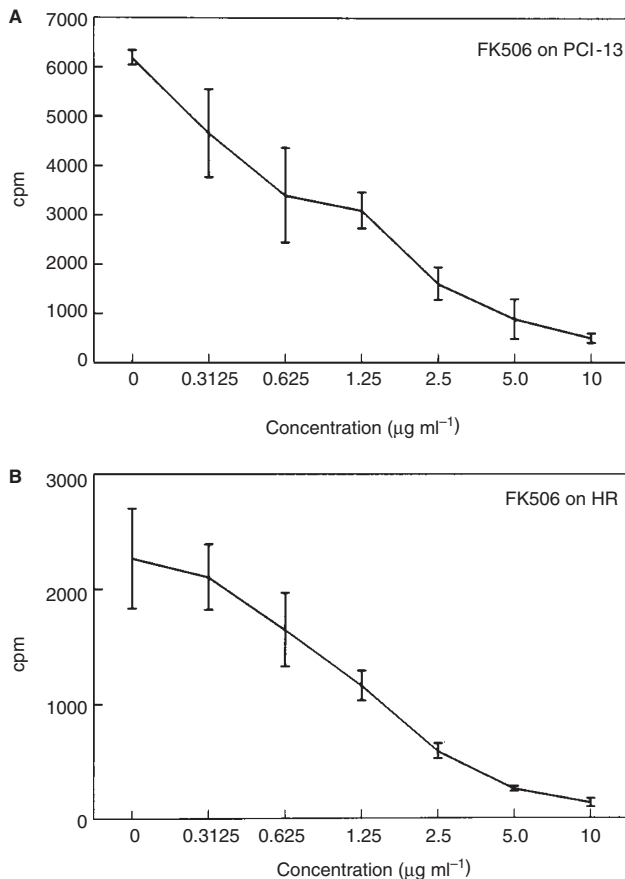 A
FK506 on PCI-13
7000
6000
5000
4000
3000
2000
1000
0
cpm
0 0.3125 0.625 1.25 2.5 5.0 10
Concentration (μg ml⁻¹)
B
FK506 on HR
3000
2000
1000
0
cpm
0 0.3125 0.625 1.25 2.5 5.0 10
Concentration (μg ml⁻¹)